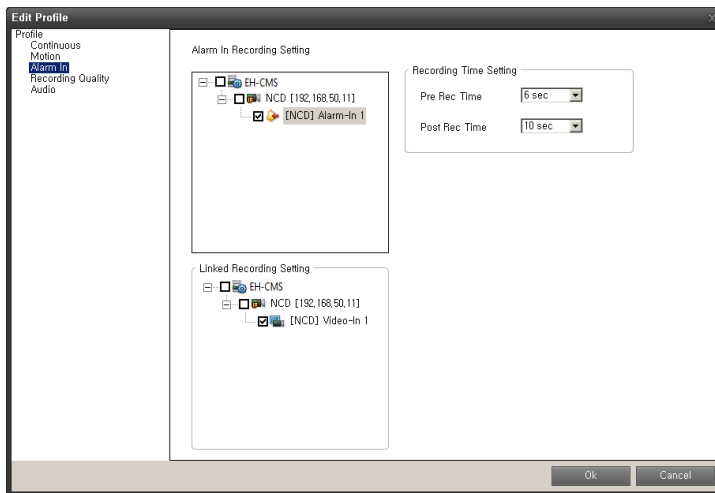 Edit Profile
Profile
Continuous
Motion
Alarm In
Recording Quality
Audio
Alarm In Recording Setting
EH-CMS
NCD [192,168,50,11]
[NCD] Alarm-In 1
Recording Time Setting
Pre Rec Time 6 sec
Post Rec Time 10 sec
Linked Recording Setting
EH-CMS
NCD [192,168,50,11]
[NCD] Video-In 1
Ok Cancel